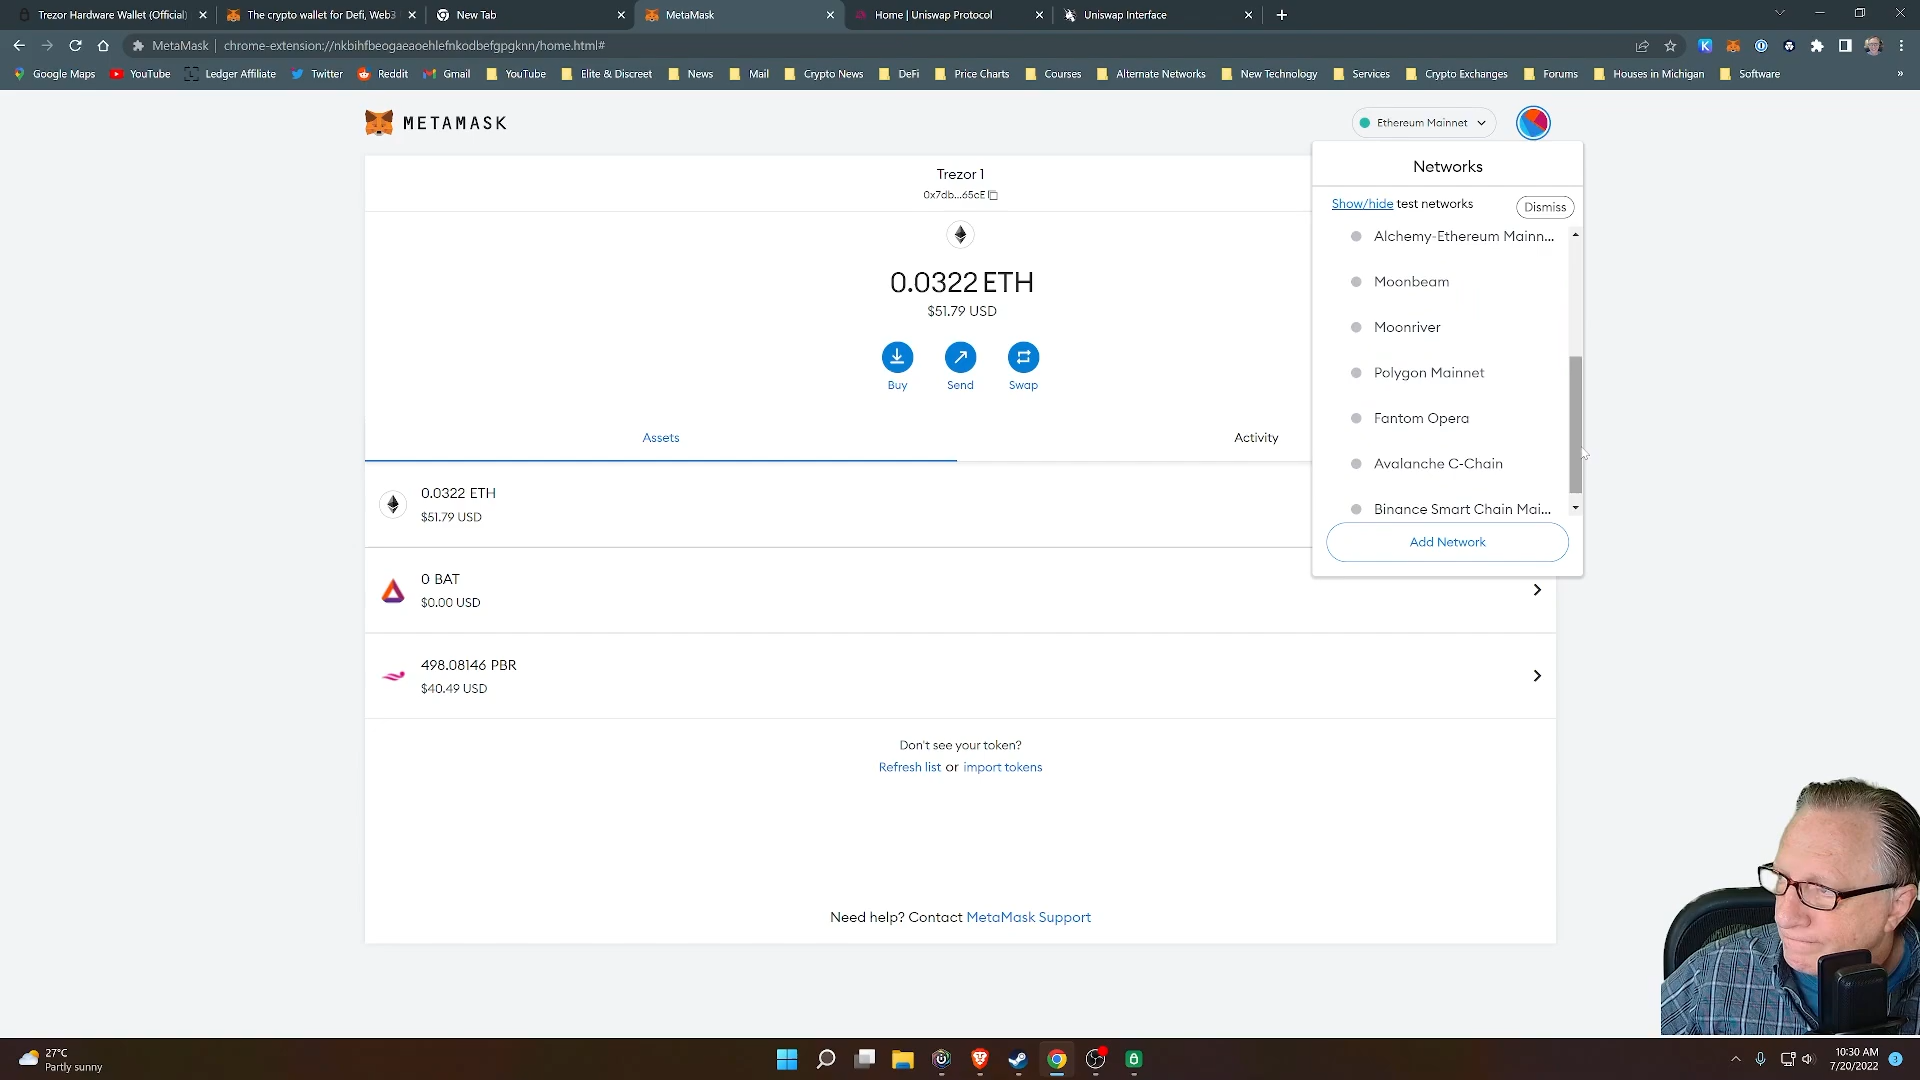 Trezor Hardware Wallet (Official)
The crypto wallet for Defi, Web3
New Tab
MetaMask
Home | Uniswap Protocol
Uniswap Interface
MetaMask
chrome-extension://nkbihfbeogaeaoehlefnkodbefgpgknn/home.html#
Google Maps
YouTube
Ledger Affiliate
Twitter
Reddit
Gmail
YouTube
Elite & Discreet
News
Mail
Crypto News
DeFi
Price Charts
Courses
Alternate Networks
New Technology
Services
Crypto Exchanges
Forums
Houses in Michigan
Software
»
METAMASK
Ethereum Mainnet
Trezor 1
0x7db...65cE
0.0322 ETH
$51.79 USD
Buy
Send
Swap
Assets
Activity
0.0322 ETH
$51.79 USD
0 BAT
$0.00 USD
498.08146 PBR
$40.49 USD
Don't see your token?
Refresh list or import tokens
Need help? Contact MetaMask Support
Networks
Show/hide test networks
Dismiss
Alchemy-Ethereum Mainn...
Moonbeam
Moonriver
Polygon Mainnet
Fantom Opera
Avalanche C-Chain
Binance Smart Chain Mai...
Add Network
27°C
Partly sunny
10:30 AM
7/20/2022
3